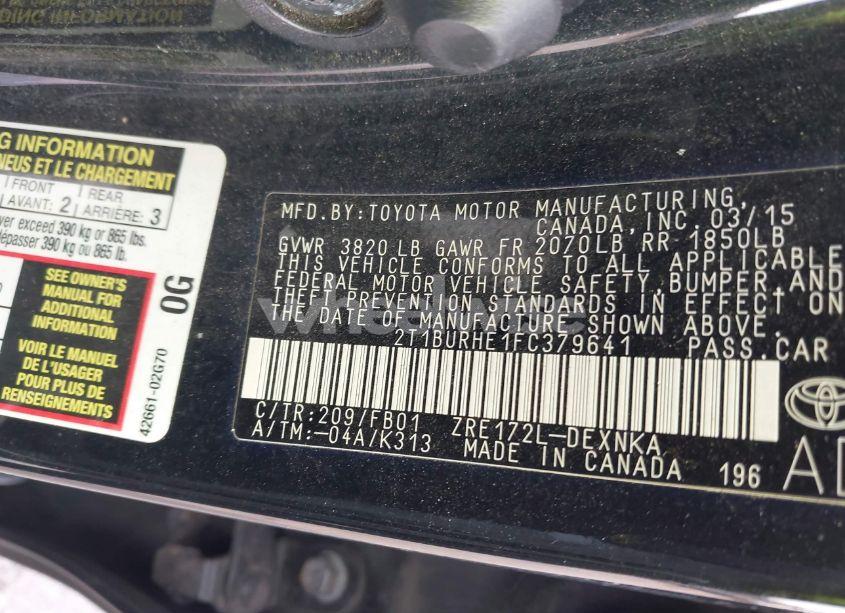 DING INFORMATION
G INFORMATION
NEUS ET LE CHARGEMENT
FRONT REAR
AVANT: 2 ARRIÈRE: 3
ver exceed 390 kg or 865 lbs.
dépasser 390 kg ou 865 lb.
SEE OWNER'S
MANUAL FOR
ADDITIONAL
INFORMATION
VOIR LE MANUEL
DE L'USAGER
POUR PLUS DE
RENSEIGNEMENTS
0G
42661-02G70
MFD.BY:TOYOTA MOTOR MANUFACTURING,
CANADA, INC. 03/15
GVWR 3820 LB GAWR FR 2070LB RR 1850LB
THIS VEHICLE CONFORMS TO ALL APPLICABLE
FEDERAL MOTOR VEHICLE SAFETY,BUMPER,AND
THEFT PREVENTION STANDARDS IN EFFECT ON
THE DATE OF MANUFACTURE SHOWN ABOVE.
2T1BURHE1FC379641 PASS.CAR
C/TR:209/FB01 ZRE172L-DEXNKA
A/TM:-04A/K313 MADE IN CANADA 196